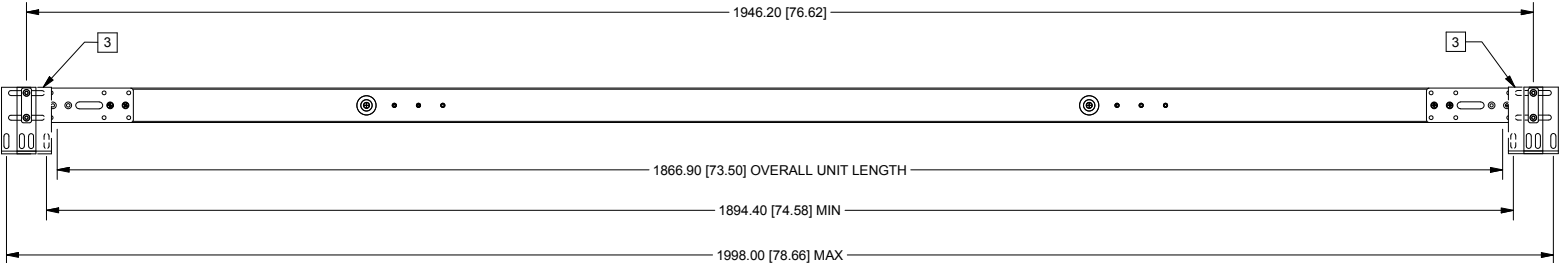 1946.20 [76.62]
3
3
1866.90 [73.50] OVERALL UNIT LENGTH
1894.40 [74.58] MIN
1998.00 [78.66] MAX